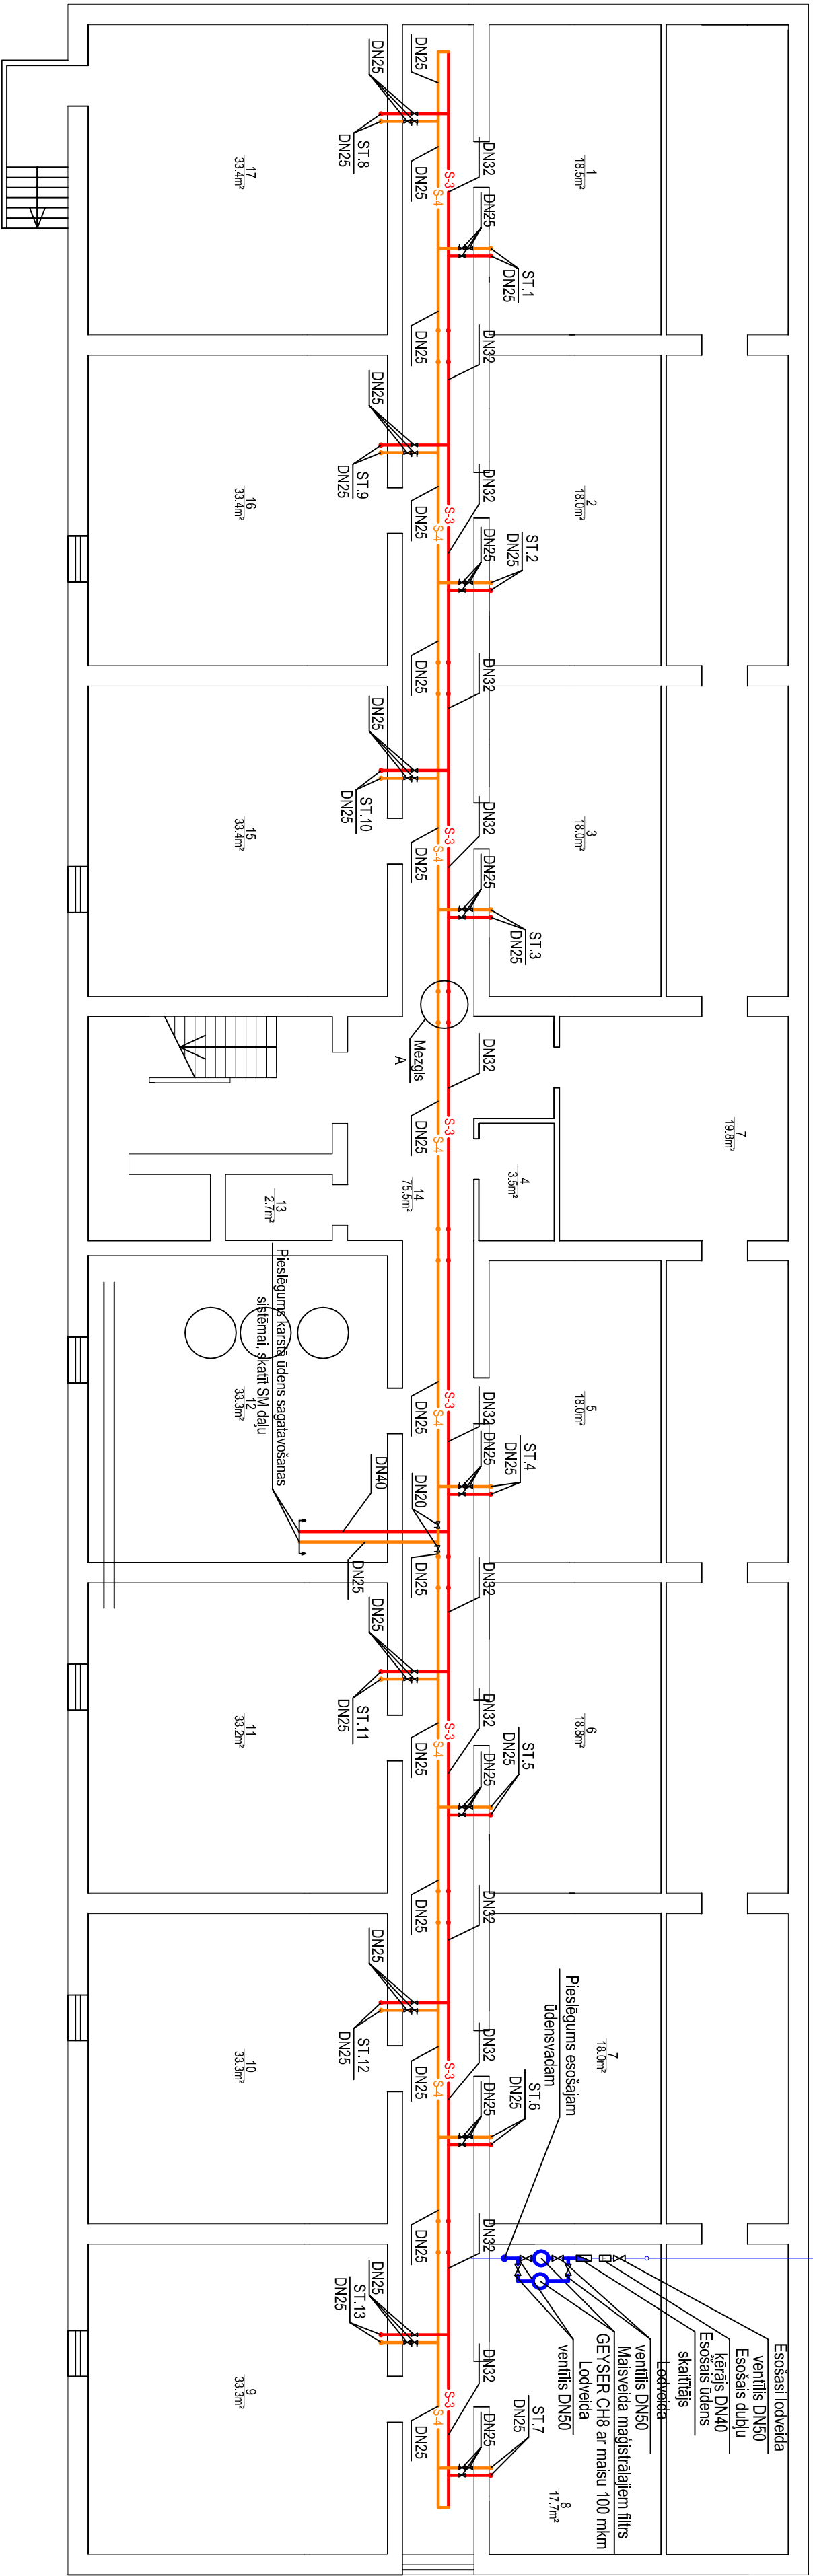 1
18.5m²
2
18.0m²
3
18.0m²
7
19.8m²
4
3.5m²
5
18.0m²
6
18.8m²
7
18.0m²
8
17.7m²
Pieslēgums esošajam
ūdensvadam
Esošasi lodveida
ventīlis DN50
Esošais dubļu
ķērājs DN40
Esošais ūdens
skaitītājs
Lodveida
ventīlis DN50
Maisveida maģistrālajiem filtrs
GEYSER CH8 ar maisu 100 mkm
Lodveida
ventīlis DN50
ST.1
DN25
DN25
ST.2
DN25
DN25
ST.3
DN25
DN25
ST.4
DN25
DN25
ST.5
DN25
DN25
ST.6
DN25
DN25
ST.7
DN25
DN25
DN32
DN32
DN32
DN32
DN32
DN32
DN32
DN32
DN32
DN32
DN32
DN32
DN32
S-3
S-3
S-3
S-3
S-3
S-3
S-3
S-3
S-4
S-4
S-4
S-4
S-4
S-4
S-4
S-4
DN25
DN25
DN25
DN25
DN25
DN25
Mezgls
A
DN25
14
75.5m²
DN25
DN20
DN25
DN25
DN25
DN25
DN25
DN25
DN25
ST.8
DN25
DN25
ST.9
DN25
DN25
ST.10
DN25
DN40
DN25
DN25
ST.11
DN25
DN25
ST.12
DN25
DN25
ST.13
DN25
13
2.7m²
Pieslēgums karstā ūdens sagatavošanas
sistēmai, skatīt SM daļu
17
33.4m²
16
33.4m²
15
33.4m²
12
33.3m²
11
33.2m²
10
33.3m²
9
33.3m²